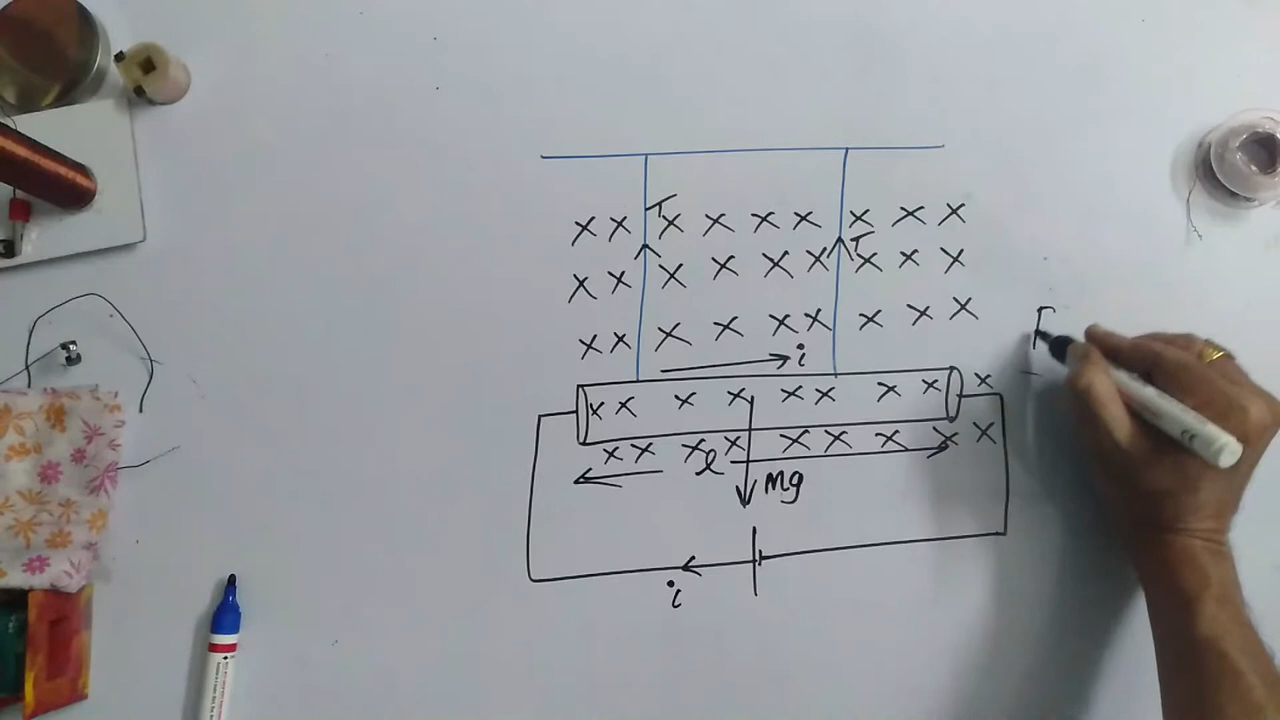 × × × × × × × × ×
T
× × × × × × × × ×
T
× × × × × × × × ×
i
× × × × × × × × ×
× × × × × × × × ×
l
Mg
i
F